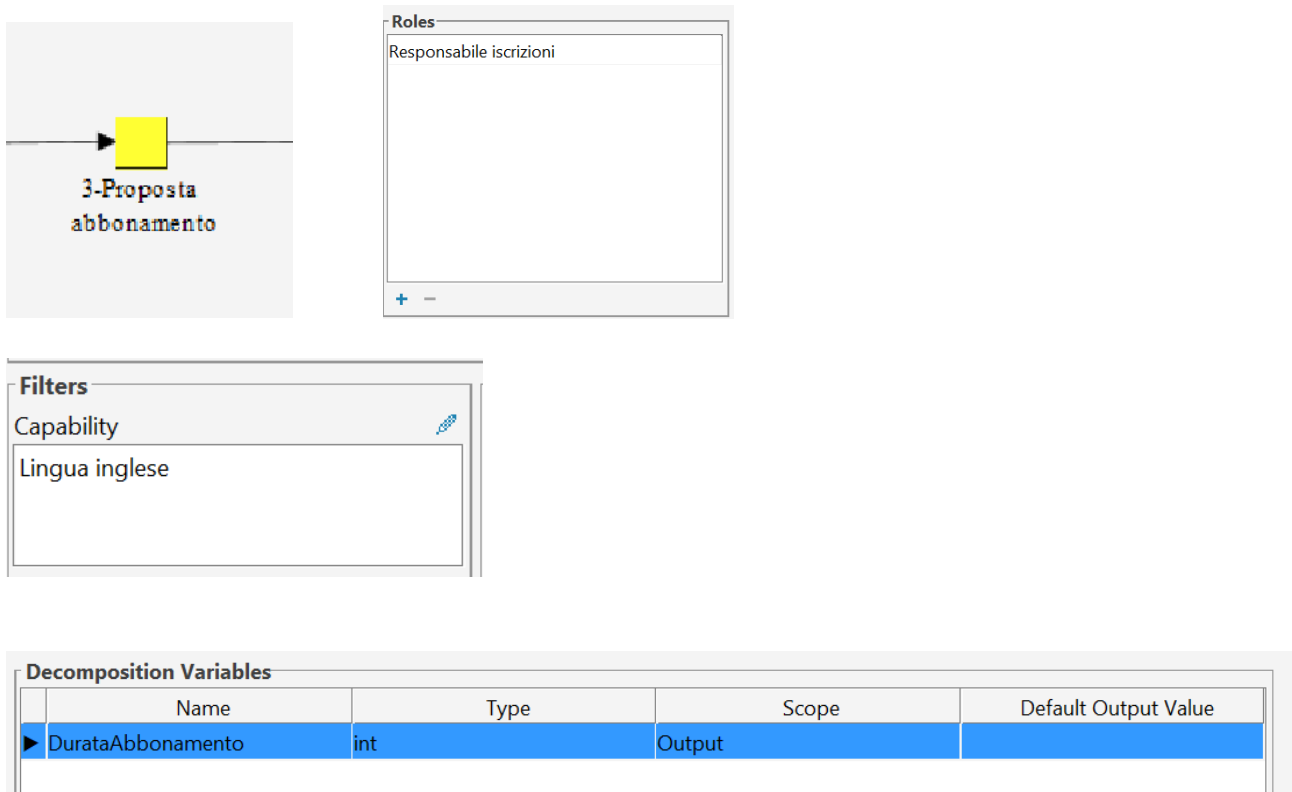 Roles
Responsabile iscrizioni
3-Proposta
abbonamento
+ −
Filters
Capability
Lingua inglese
Decomposition Variables
Name Type Scope Default Output Value
DurataAbbonamento int Output